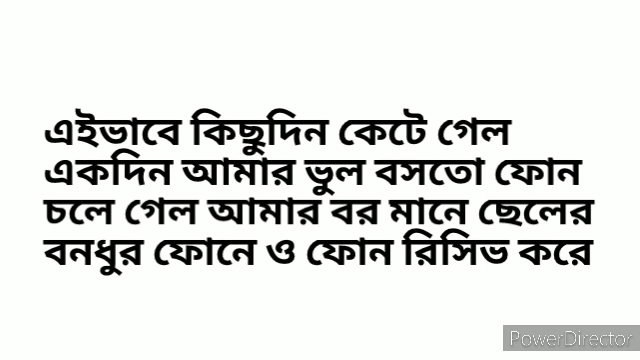 এইভাবে কিছুদিন কেটে গেল
একদিন আমার ভুল বসতো ফোন
চলে গেল আমার বর মানে ছেলের
বনধুর ফোনে ও ফোন রিসিভ করে
PowerDirector